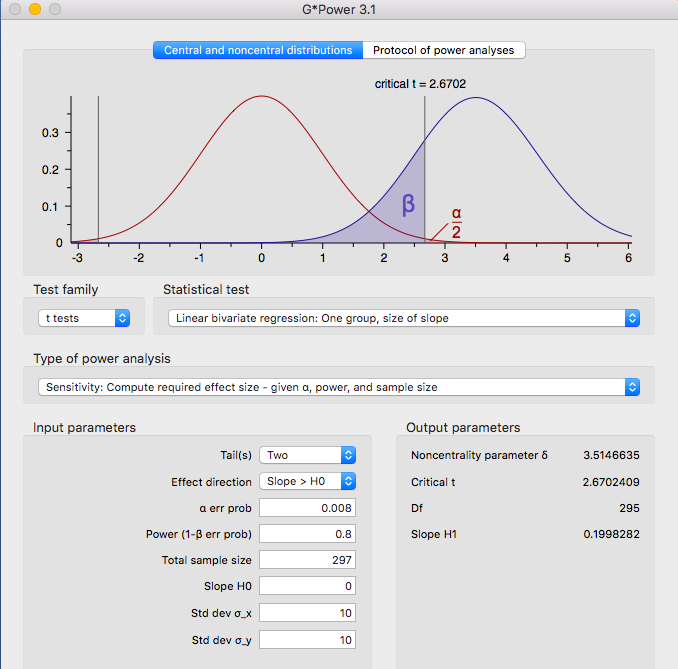 G*Power 3.1
Central and noncentral distributions Protocol of power analyses
critical t = 2.6702
0.3
0.2
0.1
0
β
α
2
-3 -2 -1 0 1 2 3 4 5 6
Test family Statistical test
t tests Linear bivariate regression: One group, size of slope
Type of power analysis
Sensitivity: Compute required effect size - given α, power, and sample size
Input parameters Output parameters
Tail(s) Two Noncentrality parameter δ 3.5146635
Effect direction Slope > H0 Critical t 2.6702409
α err prob 0.008 Df 295
Power (1-β err prob) 0.8 Slope H1 0.1998282
Total sample size 297
Slope H0 0
Std dev σ_x 10
Std dev σ_y 10